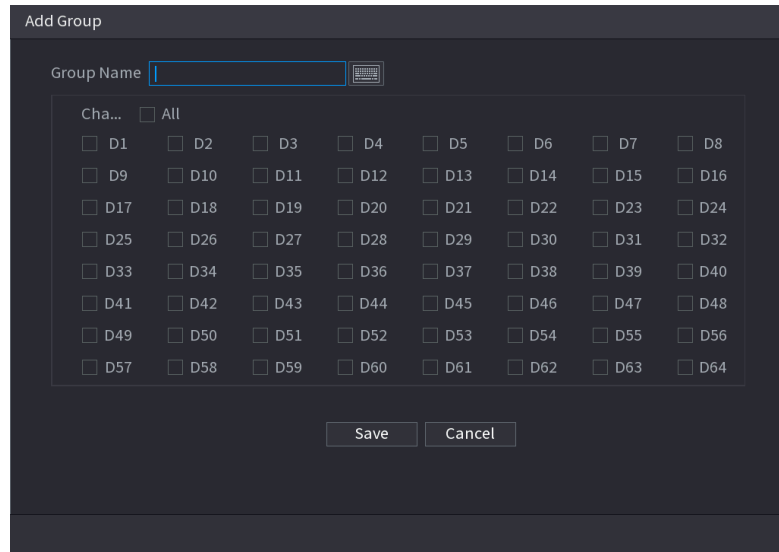 Add Group
Group Name
Cha... All
D1 D2 D3 D4 D5 D6 D7 D8
D9 D10 D11 D12 D13 D14 D15 D16
D17 D18 D19 D20 D21 D22 D23 D24
D25 D26 D27 D28 D29 D30 D31 D32
D33 D34 D35 D36 D37 D38 D39 D40
D41 D42 D43 D44 D45 D46 D47 D48
D49 D50 D51 D52 D53 D54 D55 D56
D57 D58 D59 D60 D61 D62 D63 D64
Save Cancel